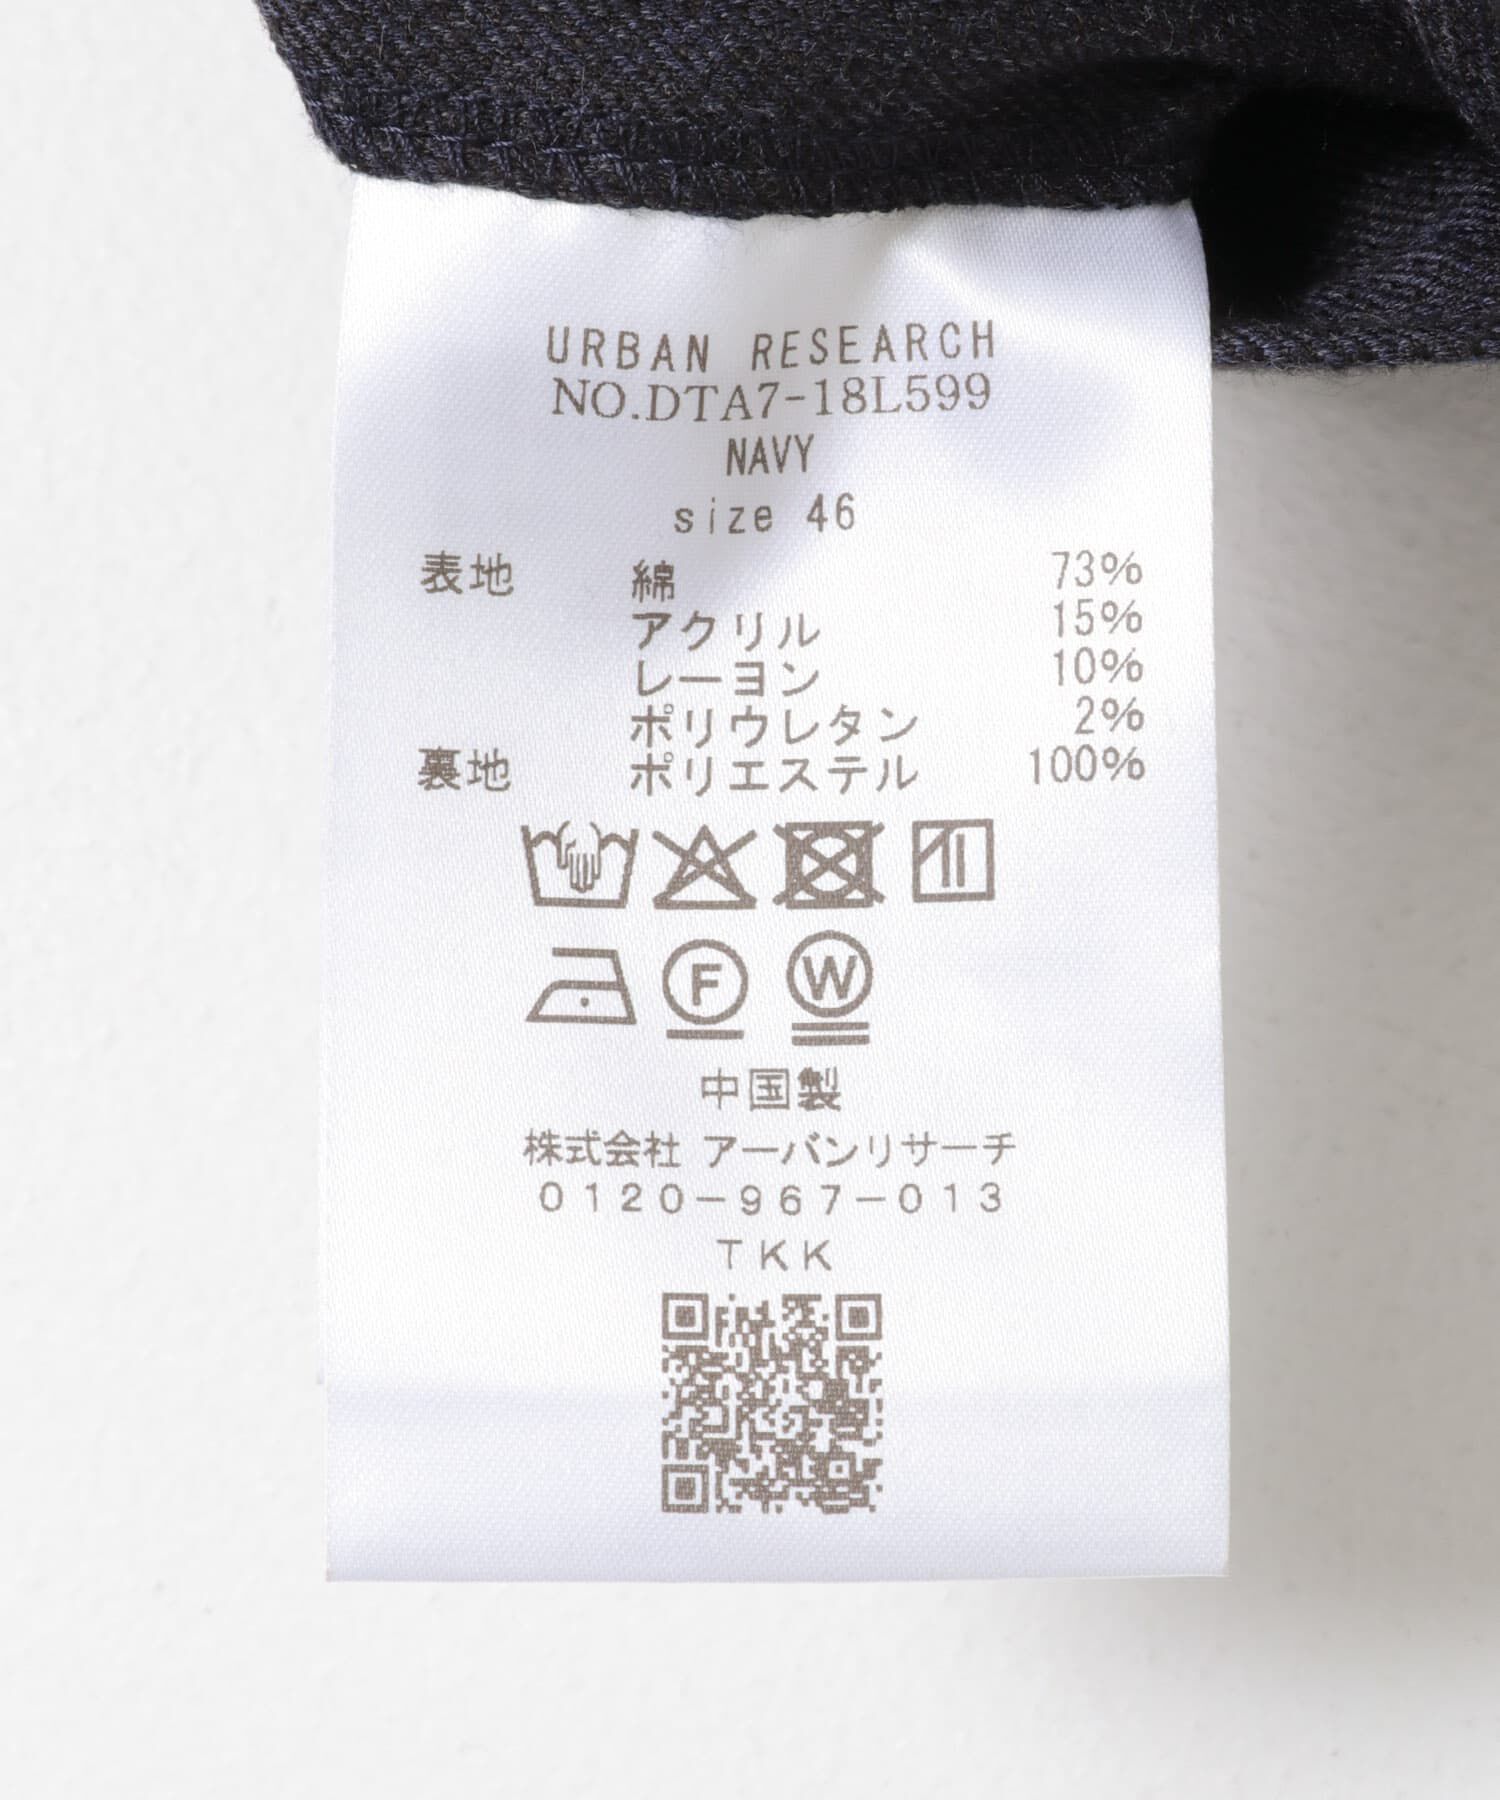 URBAN RESEARCH
NO.DTA7-18L599
NAVY
size 46
表地 綿 73%
アクリル 15%
レーヨン 10%
ポリウレタン 2%
裏地 ポリエステル 100%
F W
中国製
株式会社 アーバンリサーチ
0120-967-013
TKK